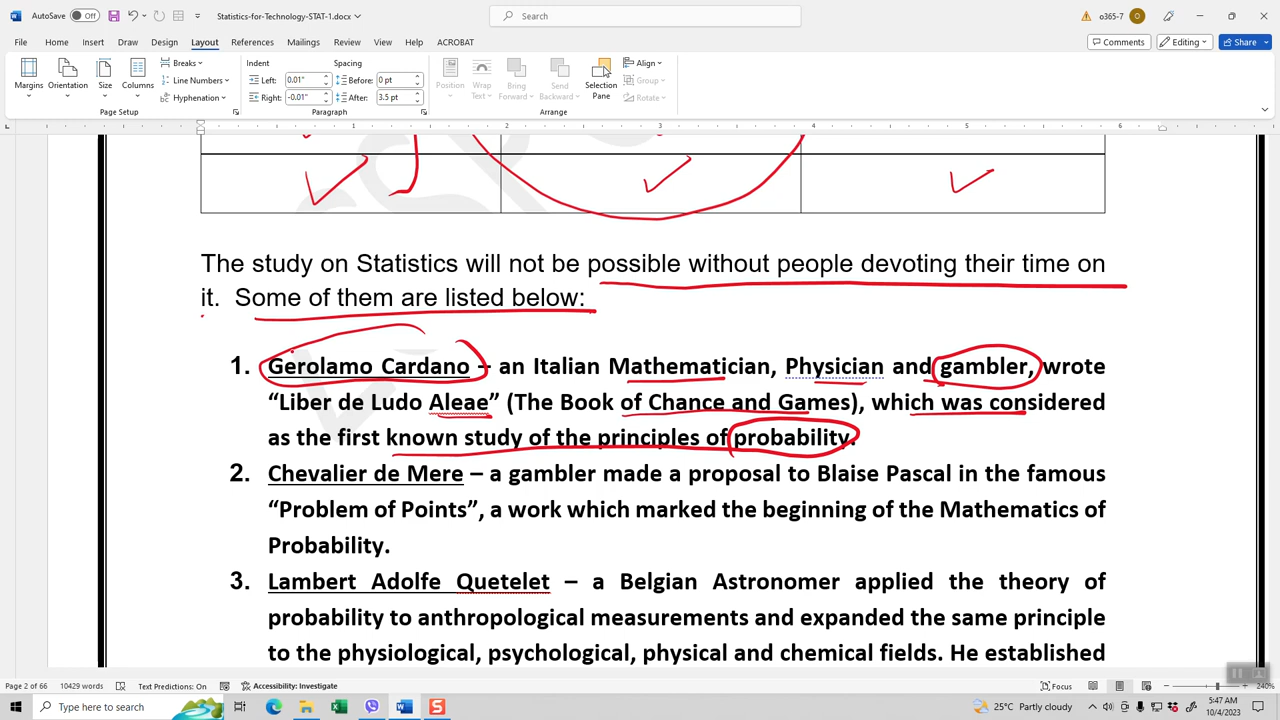 AutoSave Off
Statistics-for-Technology-STAT-1.docx
Search
o365-7
O
File Home Insert Draw Design Layout References Mailings Review View Help ACROBAT
Comments Editing Share
Margins Orientation Size Columns
Breaks
Line Numbers
Hyphenation
Page Setup
Indent Spacing
Left: 0.01" Before: 0 pt
Right: -0.01" After: 3.5 pt
Paragraph
Position Wrap Text Bring Forward Send Backward Selection Pane
Align
Group
Rotate
Arrange
1 2 3 4 5 6
The study on Statistics will not be possible without people devoting their time on
it. Some of them are listed below:
1. Gerolamo Cardano – an Italian Mathematician, Physician and gambler, wrote
“Liber de Ludo Aleae” (The Book of Chance and Games), which was considered
as the first known study of the principles of probability.
2. Chevalier de Mere – a gambler made a proposal to Blaise Pascal in the famous
“Problem of Points”, a work which marked the beginning of the Mathematics of
Probability.
3. Lambert Adolfe Quetelet – a Belgian Astronomer applied the theory of
probability to anthropological measurements and expanded the same principle
to the physiological, psychological, physical and chemical fields. He established
Page 2 of 66 10429 words Text Predictions: On Accessibility: Investigate Focus 240%
Type here to search
25°C Partly cloudy
5:47 AM
10/4/2023